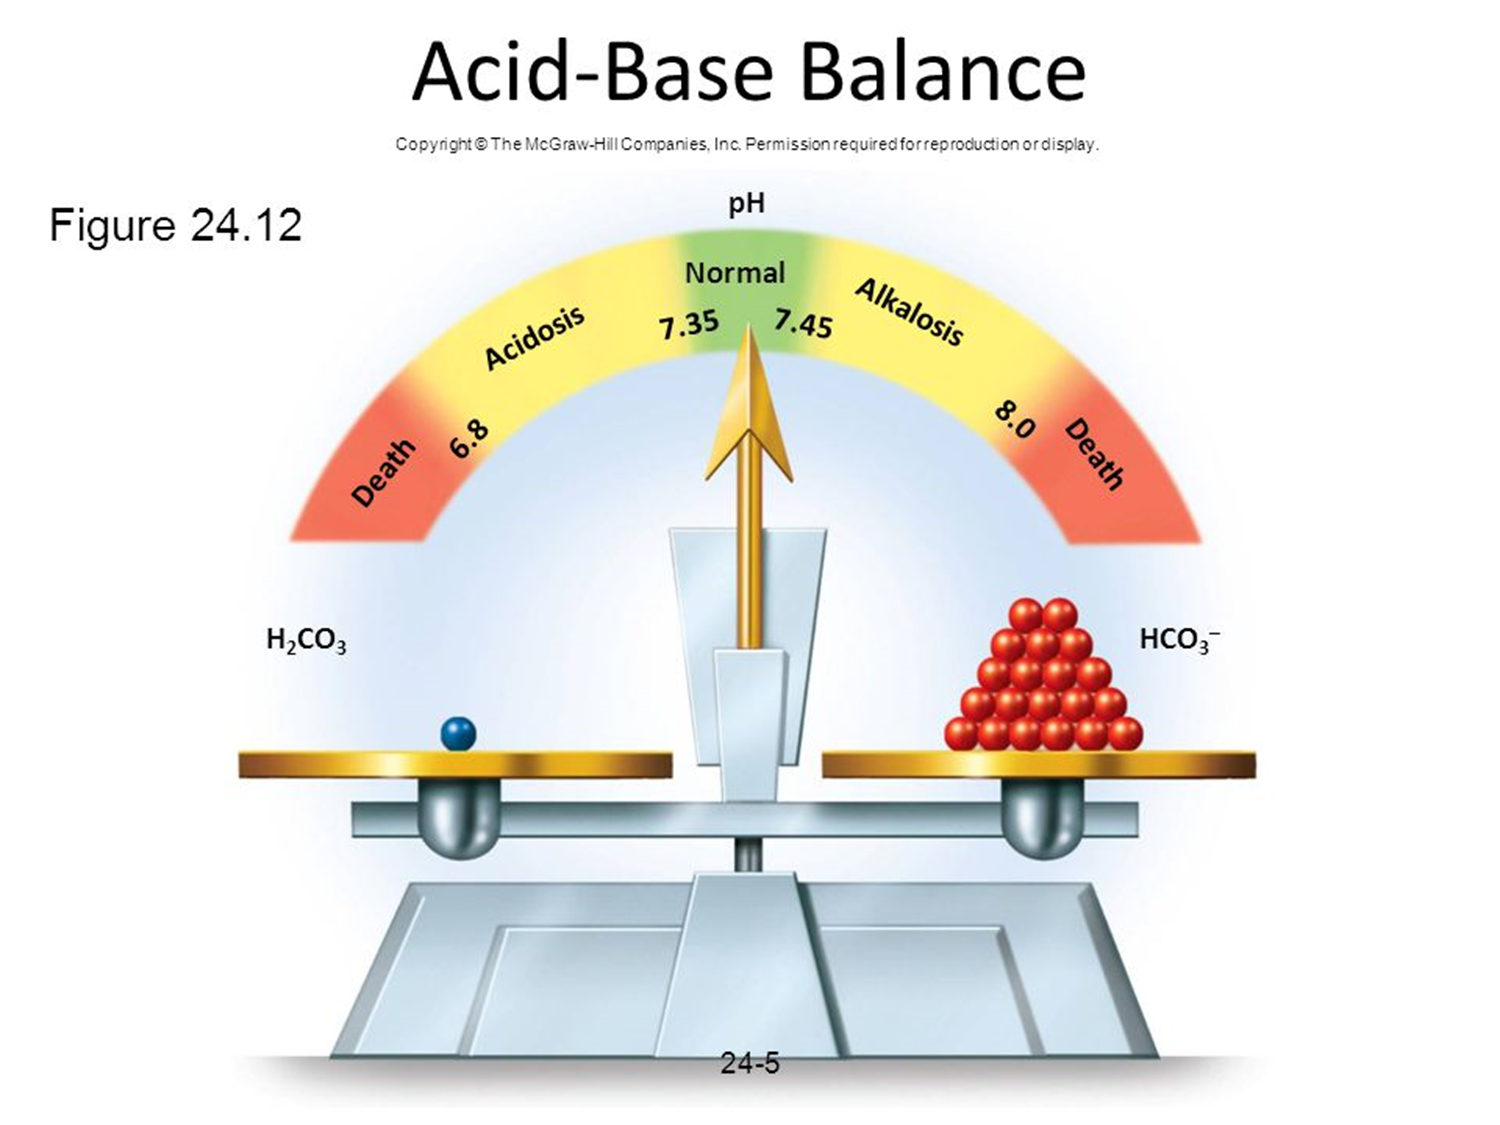 Acid-Base Balance
Copyright © The McGraw-Hill Companies, Inc. Permission required for reproduction or display.
Figure 24.12
pH
Normal
7.35
7.45
Acidosis
Alkalosis
6.8
8.0
Death
Death
H₂CO₃
HCO₃⁻
24-5